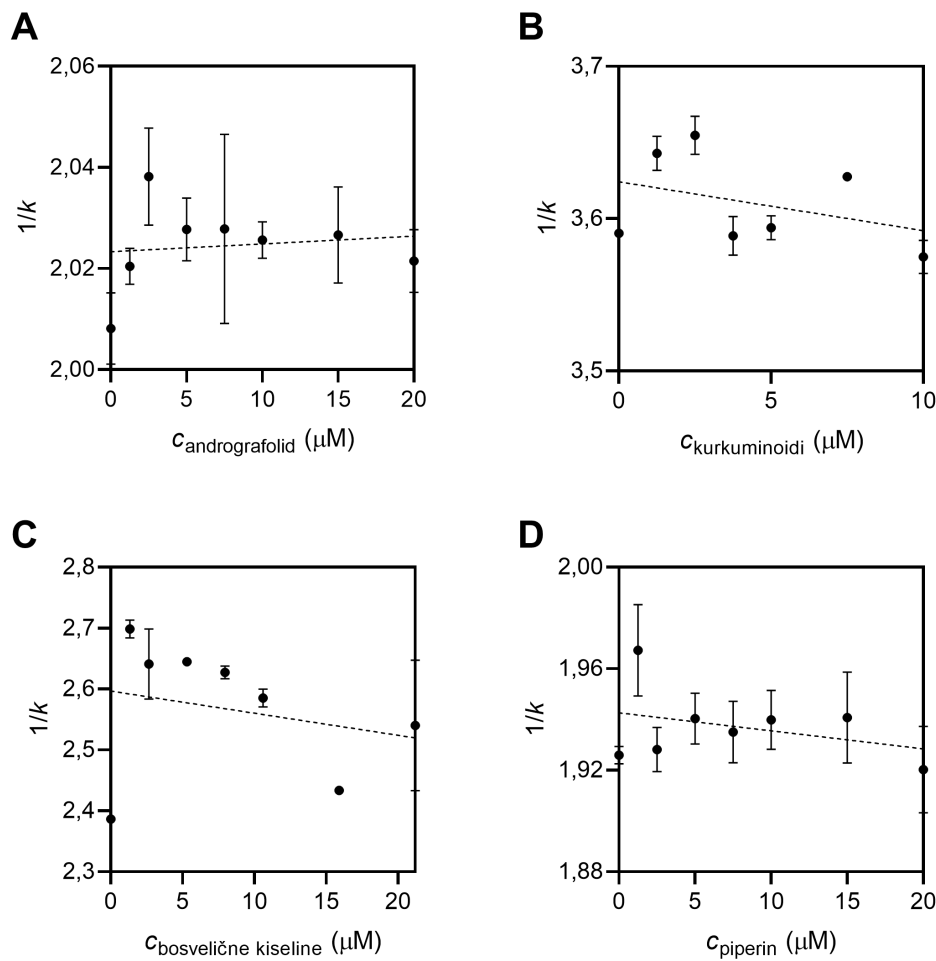 A
2,06
2,04
2,02
2,00
1/k
0 5 10 15 20
c andrografolid (μM)
B
3,7
3,6
3,5
1/k
0 5 10
c kurkuminoidi (μM)
C
2,8
2,7
2,6
2,5
2,4
2,3
1/k
0 5 10 15 20
c bosvelične kiseline (μM)
D
2,00
1,96
1,92
1,88
1/k
0 5 10 15 20
c piperin (μM)